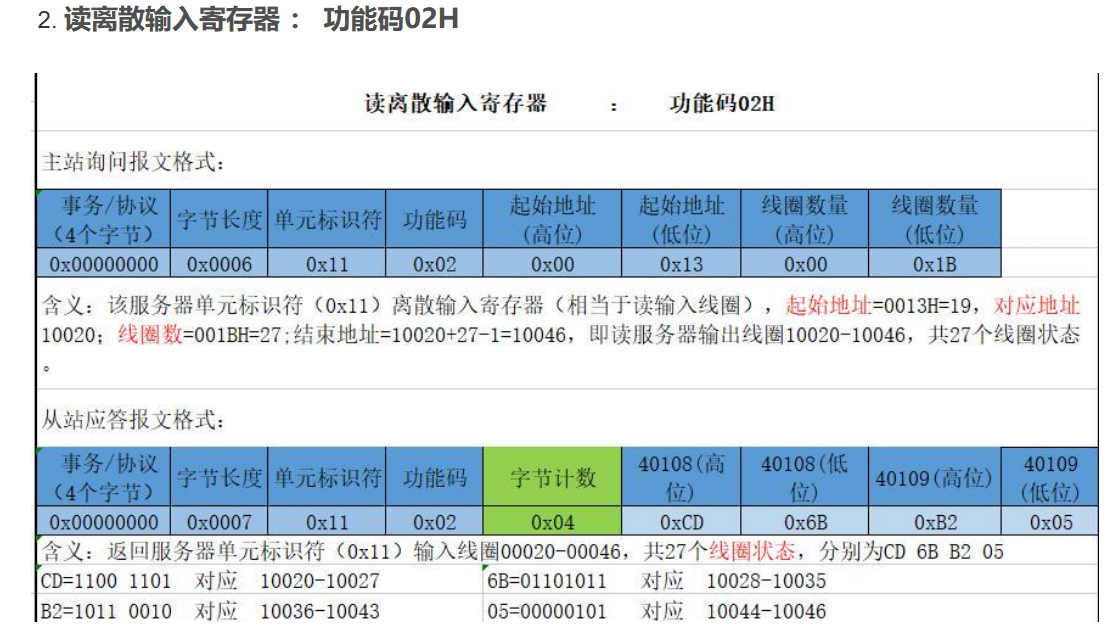 2. 读离散输入寄存器： 功能码02H
读离散输入寄存器 ： 功能码02H
主站询问报文格式：
事务/协议（4个字节） 字节长度 单元标识符 功能码 起始地址(高位) 起始地址(低位) 线圈数量(高位) 线圈数量(低位)
0x00000000 0x0006 0x11 0x02 0x00 0x13 0x00 0x1B
含义：该服务器单元标识符（0x11）离散输入寄存器（相当于读输入线圈），起始地址=0013H=19，对应地址
10020；线圈数=001BH=27;结束地址=10020+27-1=10046，即读服务器输出线圈10020-10046，共27个线圈状态
。
从站应答报文格式：
事务/协议（4个字节） 字节长度 单元标识符 功能码 字节计数 40108(高位) 40108(低位) 40109(高位) 40109(低位)
0x00000000 0x0007 0x11 0x02 0x04 0xCD 0x6B 0xB2 0x05
含义：返回服务器单元标识符（0x11）输入线圈00020-00046，共27个线圈状态，分别为CD 6B B2 05
CD=1100 1101 对应 10020-10027 6B=01101011 对应 10028-10035
B2=1011 0010 对应 10036-10043 05=00000101 对应 10044-10046